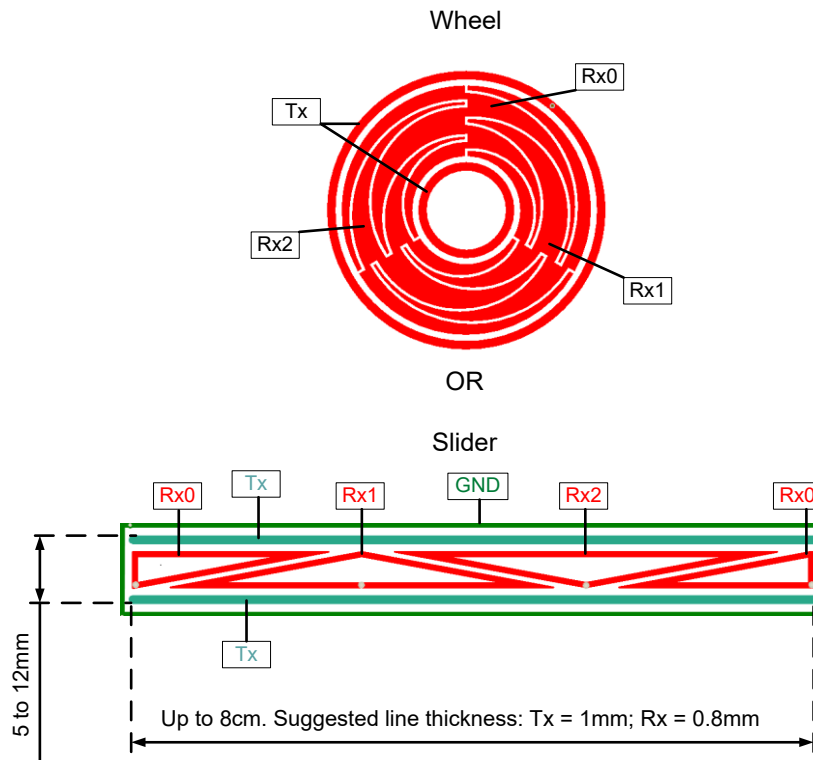 Wheel
Rx0
Tx
Rx2
Rx1
OR
Slider
Rx0
Tx
Rx1
GND
Rx2
Rx0
Tx
5 to 12mm
Up to 8cm. Suggested line thickness: Tx = 1mm; Rx = 0.8mm